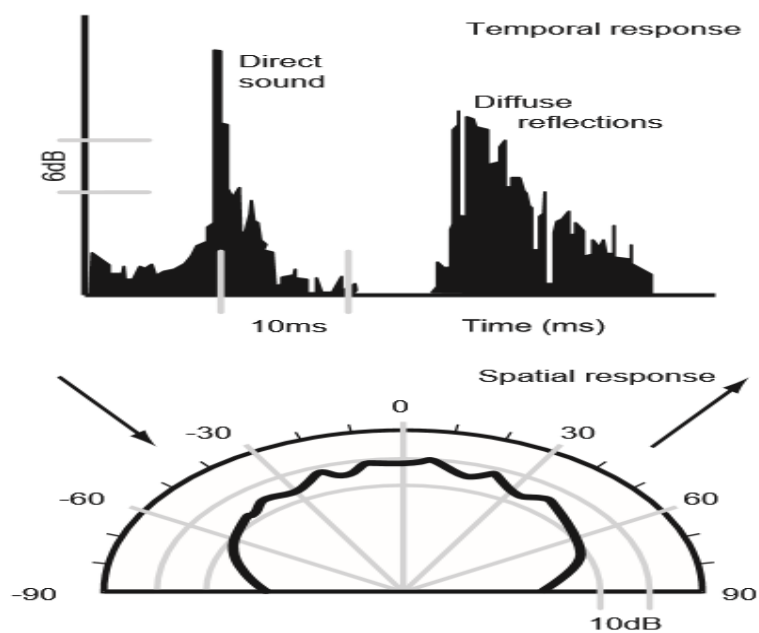 Temporal response
Direct
sound
Diffuse
reflections
6dB
10ms
Time (ms)
Spatial response
0
-30
30
-60
60
-90
90
10dB